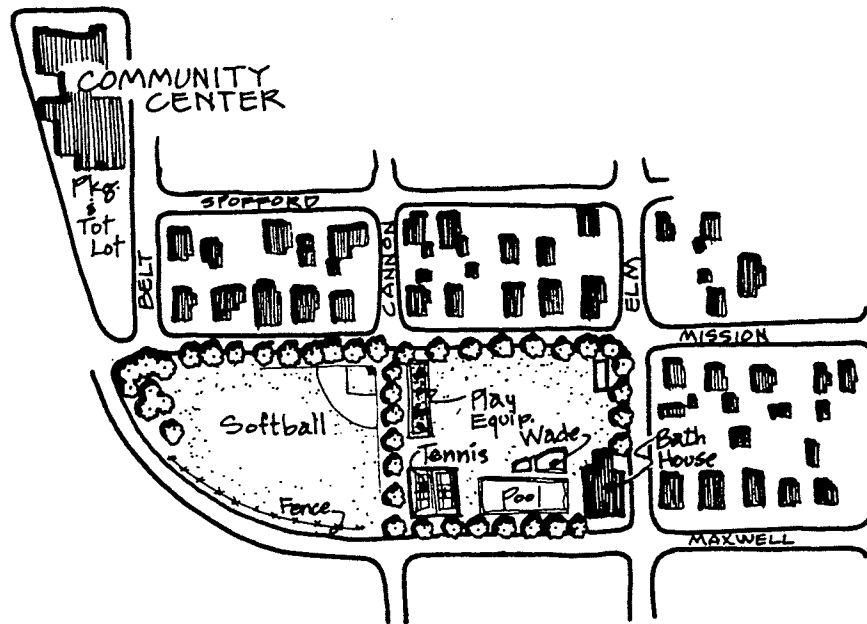 COMMUNITY
CENTER
Pkg.
&
Tot
Lot
SPOFFORD
BELT
CANNON
ELM
MISSION
Softball
Play
Equip.
Wade
Tennis
Bath
House
Pool
Fence
MAXWELL